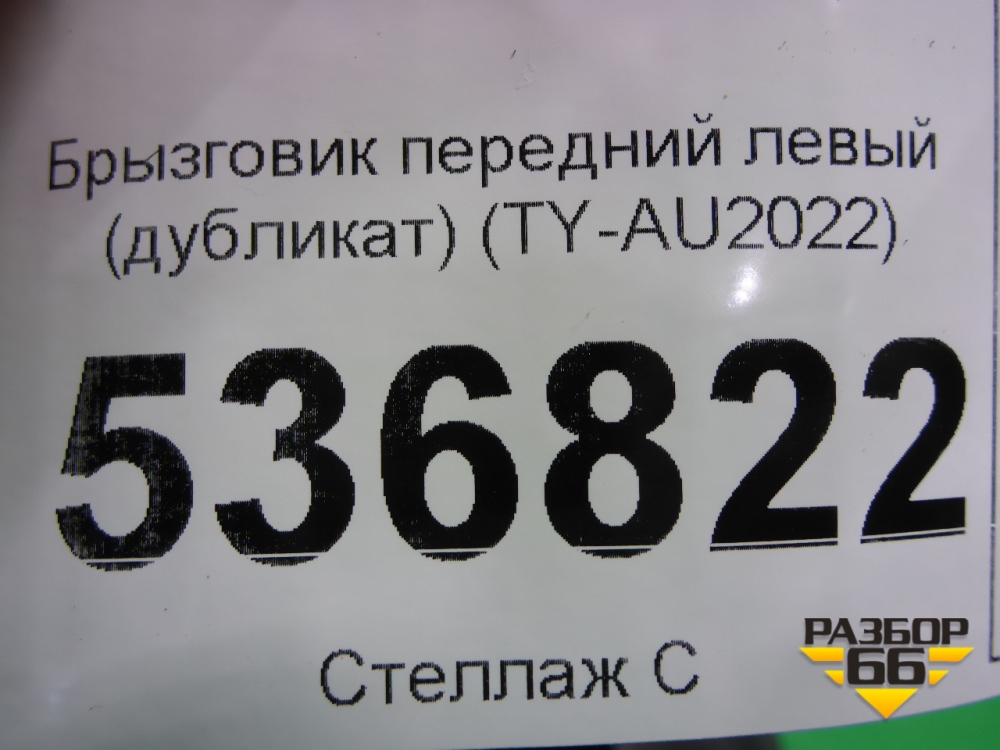 Брызговик передний левый
(дубликат) (TY-AU2022)
536822
Стеллаж С
РАЗБОР
66